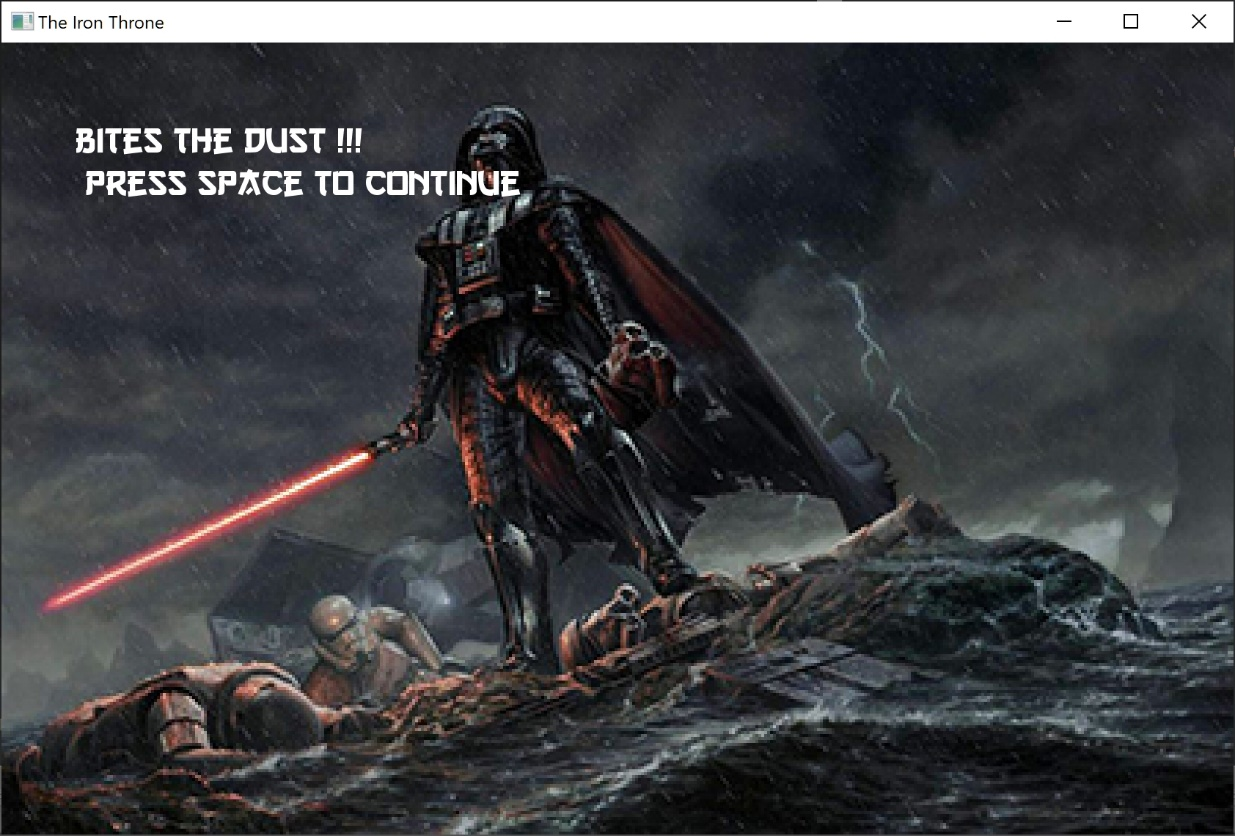 The Iron Throne
BITES THE DUST !!!
PRESS SPACE TO CONTINUE